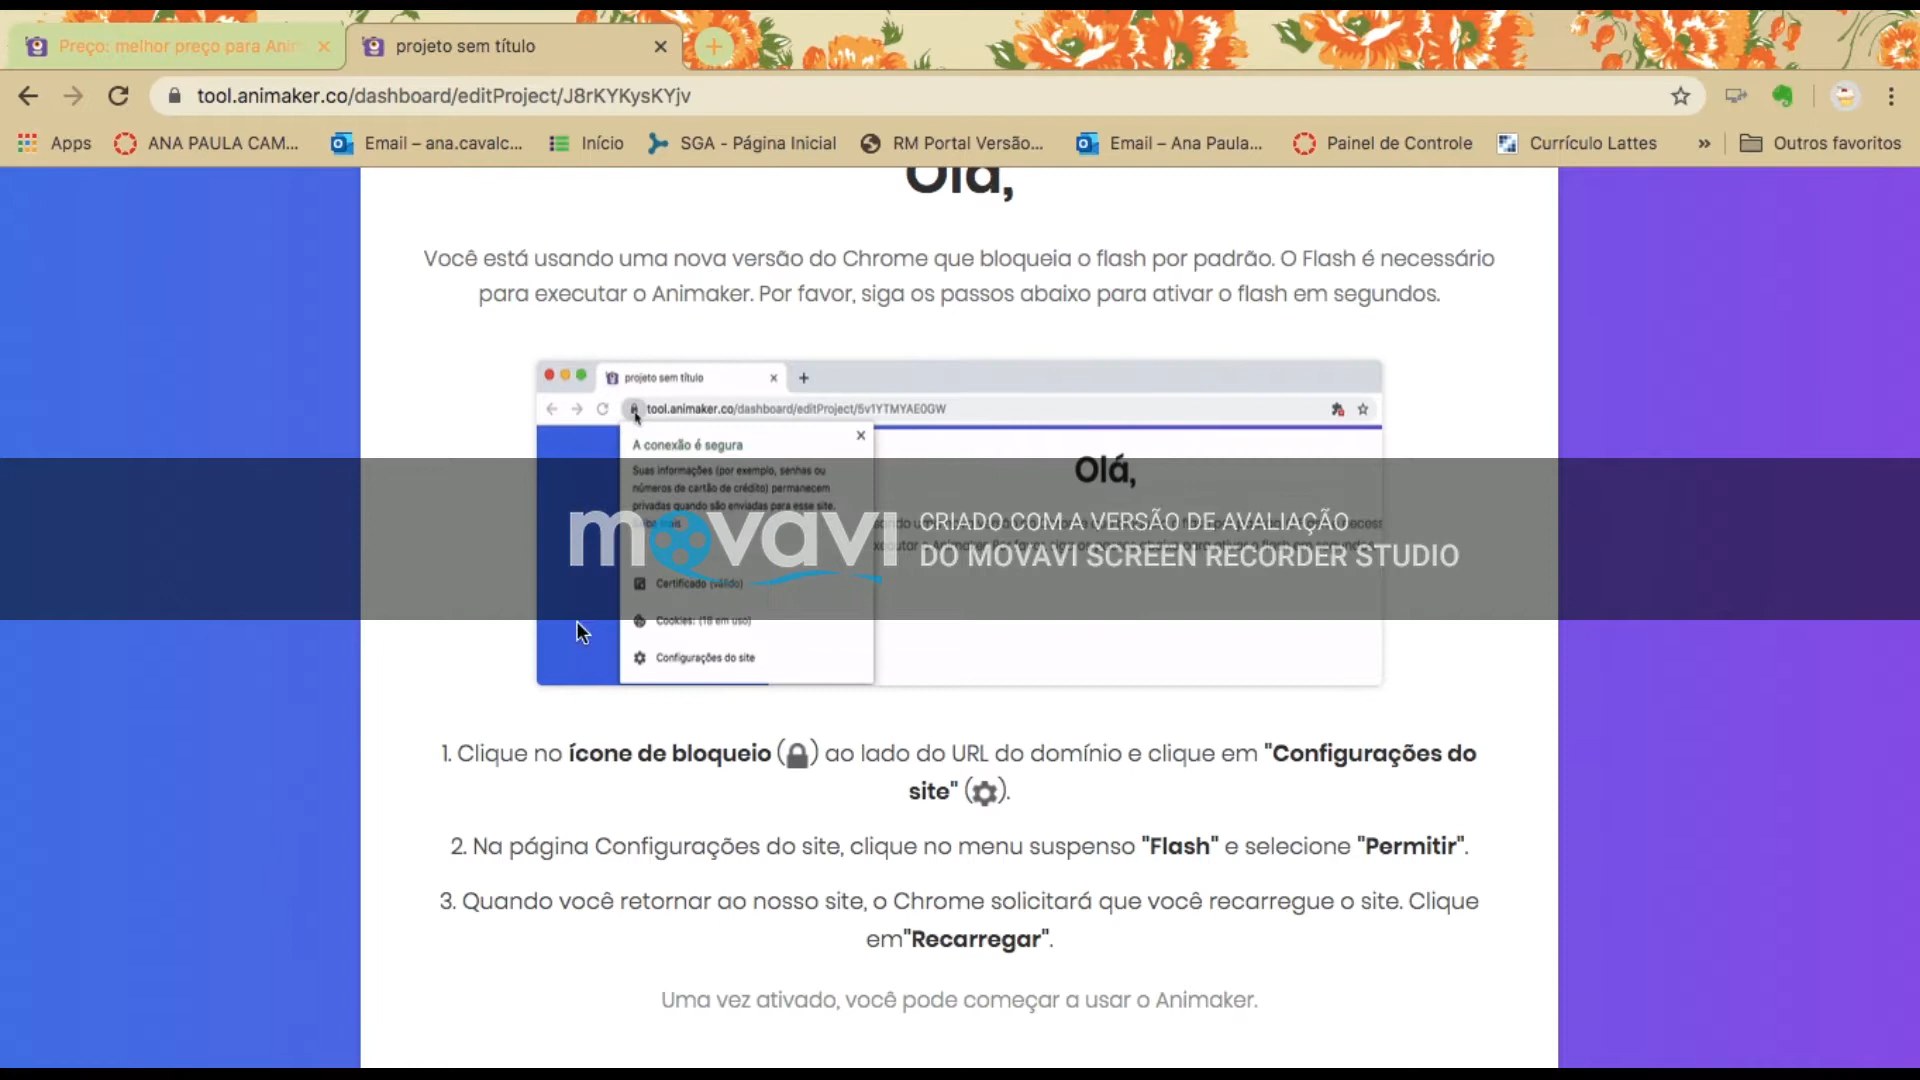 Preço: melhor preço para Anim
projeto sem título
tool.animaker.co/dashboard/editProject/J8rKYKysKYjv
Apps
ANA PAULA CAM...
Email – ana.cavalc...
Início
SGA - Página Inicial
RM Portal Versão...
Email – Ana Paula...
Painel de Controle
Currículo Lattes
»
Outros favoritos
Olá,
Você está usando uma nova versão do Chrome que bloqueia o flash por padrão. O Flash é necessário
para executar o Animaker. Por favor, siga os passos abaixo para ativar o flash em segundos.
projeto sem título
tool.animaker.co/dashboard/editProject/5v1YTMYAE0GW
A conexão é segura
Suas informações (por exemplo, senhas ou
números de cartão de crédito) permanecem
privadas quando são enviadas para esse site.
Olá,
movavi
CRIADO COM A VERSÃO DE AVALIAÇÃO
DO MOVAVI SCREEN RECORDER STUDIO
Certificado (válido)
Cookies: (18 em uso)
Configurações do site
1. Clique no ícone de bloqueio () ao lado do URL do domínio e clique em "Configurações do
site" ().
2. Na página Configurações do site, clique no menu suspenso "Flash" e selecione "Permitir".
3. Quando você retornar ao nosso site, o Chrome solicitará que você recarregue o site. Clique
em"Recarregar".
Uma vez ativado, você pode começar a usar o Animaker.